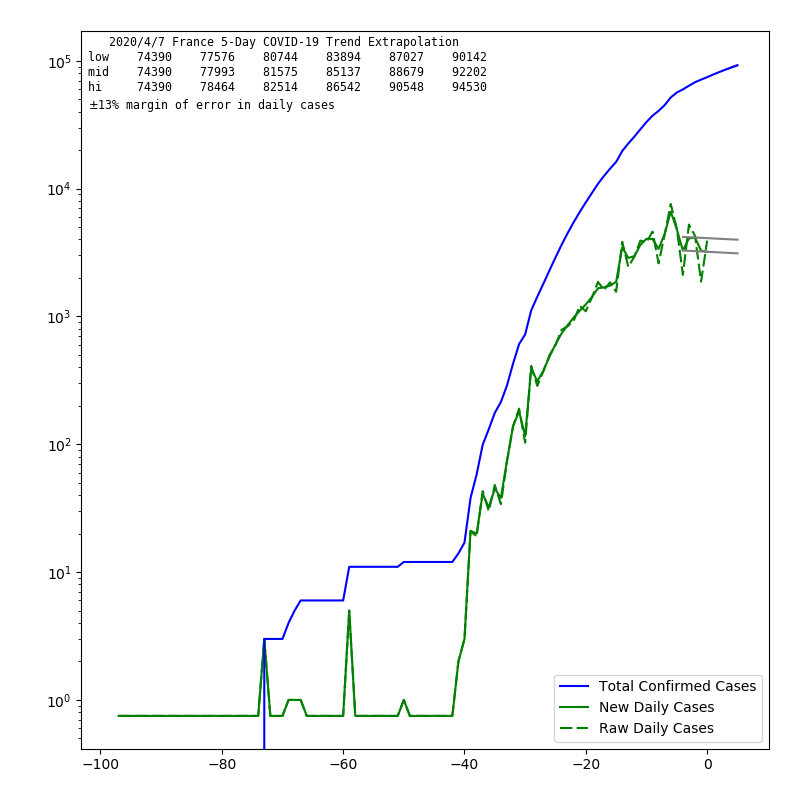 2020/4/7 France 5-Day COVID-19 Trend Extrapolation
low 74390 77576 80744 83894 87027 90142
mid 74390 77993 81575 85137 88679 92202
hi 74390 78464 82514 86542 90548 94530
±13% margin of error in daily cases
10⁵
10⁴
10³
10²
10¹
10⁰
Total Confirmed Cases
New Daily Cases
Raw Daily Cases
−100 −80 −60 −40 −20 0